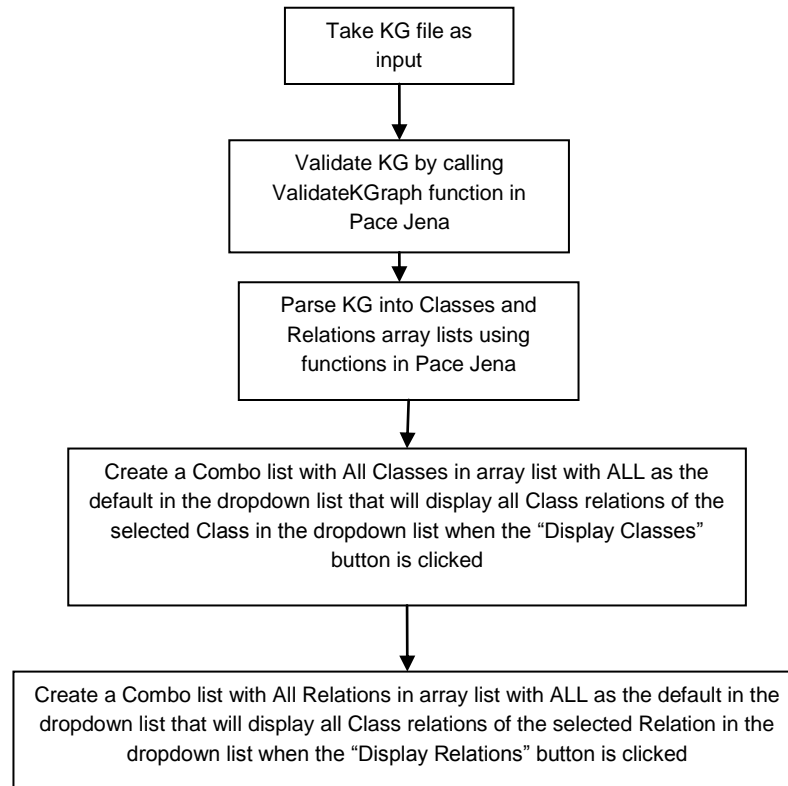 Take KG file as
input
Validate KG by calling
ValidateKGraph function in
Pace Jena
Parse KG into Classes and
Relations array lists using
functions in Pace Jena
Create a Combo list with All Classes in array list with ALL as the
default in the dropdown list that will display all Class relations of the
selected Class in the dropdown list when the “Display Classes”
button is clicked
Create a Combo list with All Relations in array list with ALL as the default in the
dropdown list that will display all Class relations of the selected Relation in the
dropdown list when the “Display Relations” button is clicked